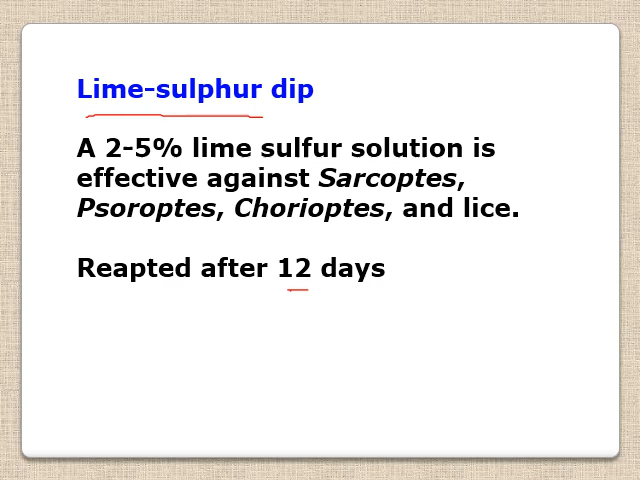 Lime-sulphur dip
A 2-5% lime sulfur solution is
effective against Sarcoptes,
Psoroptes, Chorioptes, and lice.
Reapted after 12 days